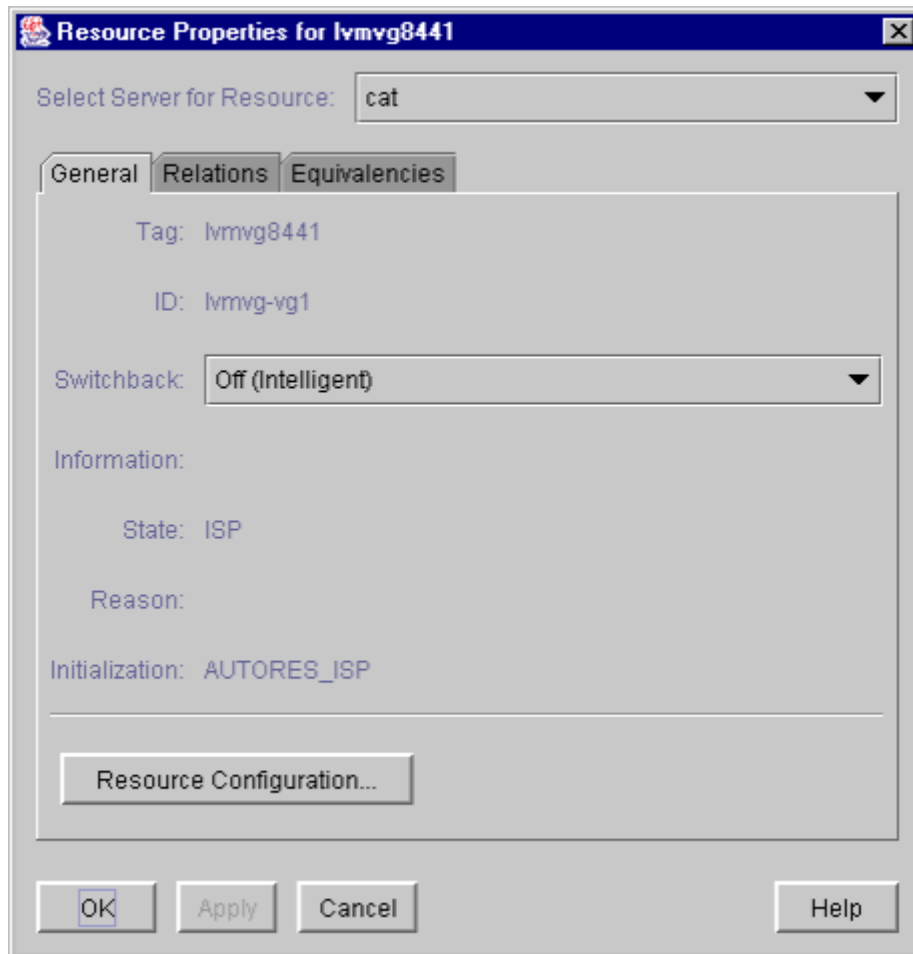 Resource Properties for lvmvg8441
Select Server for Resource: cat
General Relations Equivalencies
Tag: lvmvg8441
ID: lvmvg-vg1
Switchback: Off (Intelligent)
Information:
State: ISP
Reason:
Initialization: AUTORES_ISP
Resource Configuration...
OK Apply Cancel Help